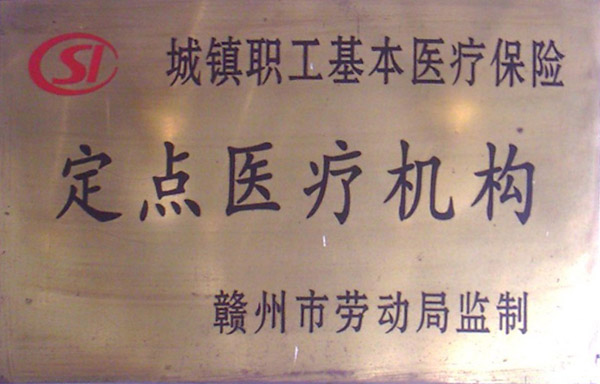 SI 城镇职工基本医疗保险
定点医疗机构
赣州市劳动局监制